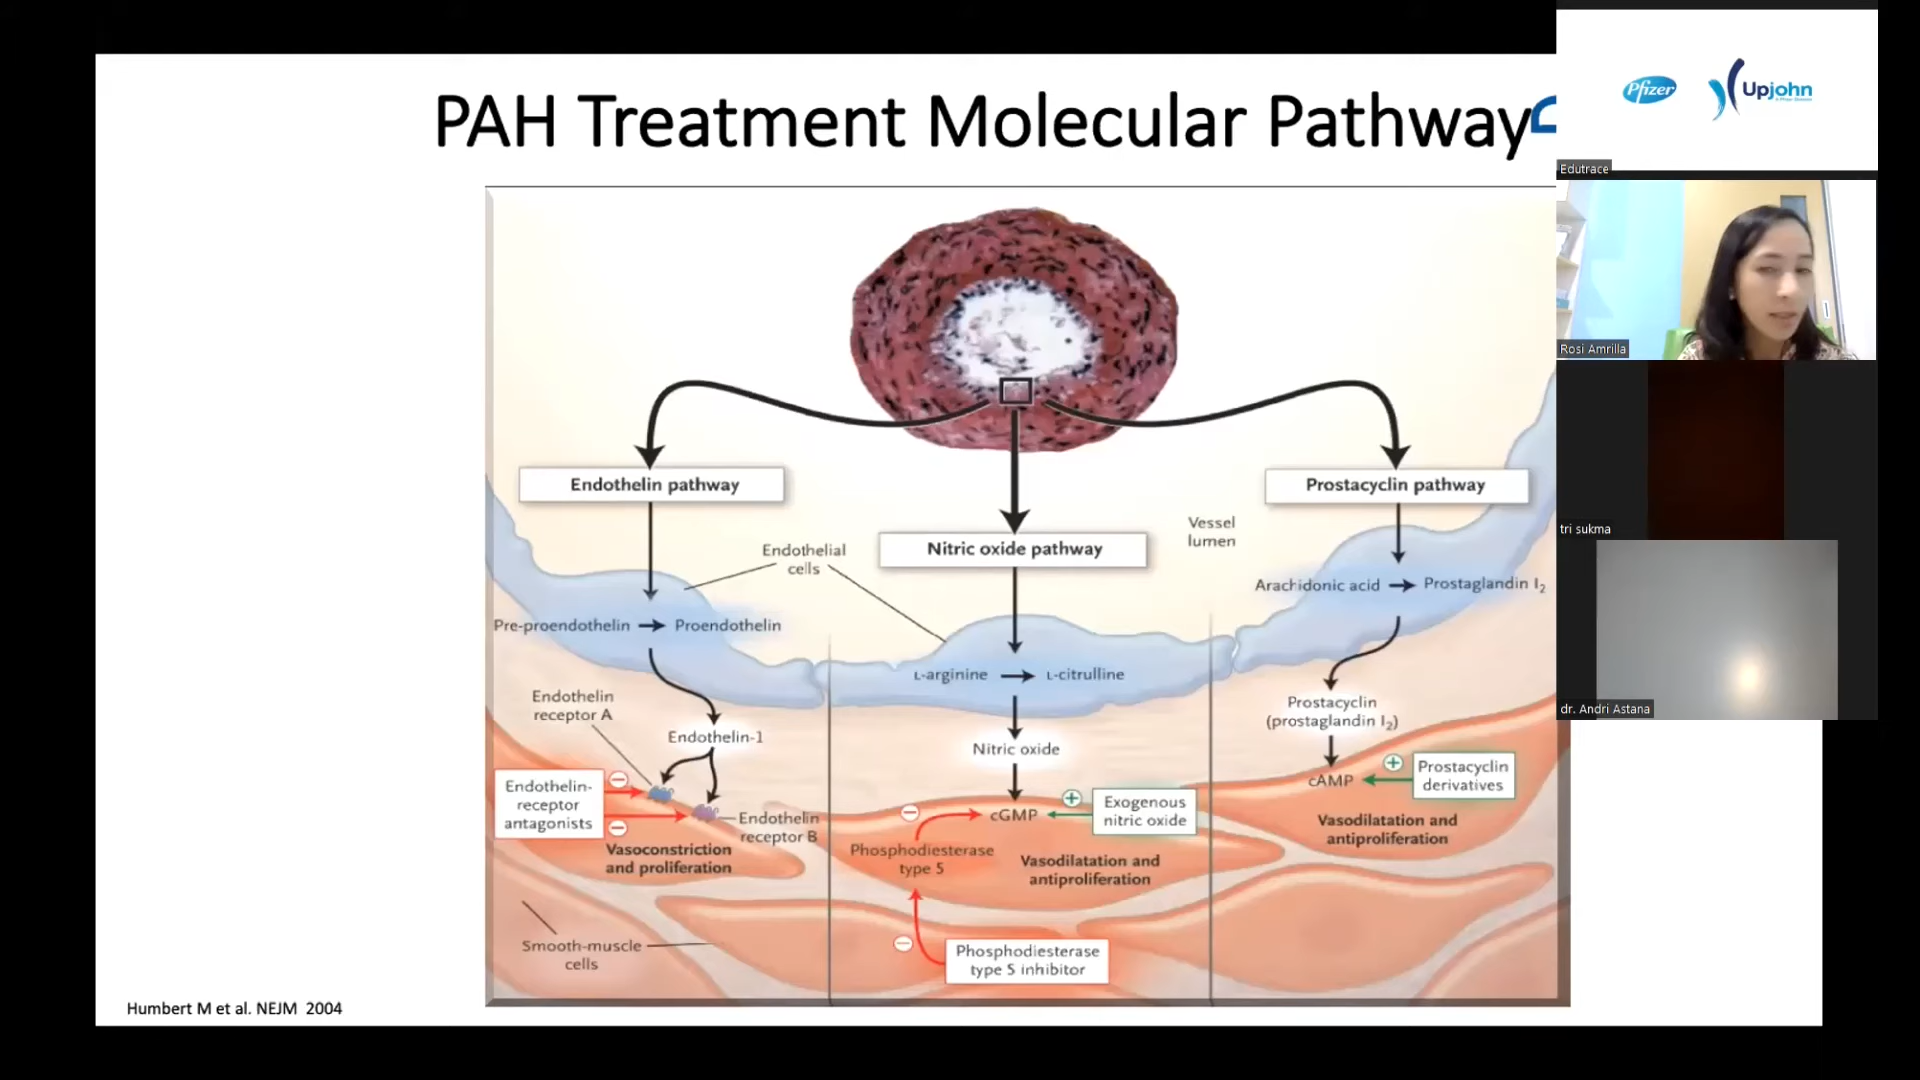 PAH Treatment Molecular Pathway
Endothelin pathway
Nitric oxide pathway
Prostacyclin pathway
Endothelial
cells
Vessel
lumen
Pre-proendothelin
Proendothelin
L-arginine
L-citrulline
Arachidonic acid
Prostaglandin I2
Endothelin
receptor A
Endothelin-1
Nitric oxide
Prostacyclin
(prostaglandin I2)
Endothelin-
receptor
antagonists
Endothelin
receptor B
Vasoconstriction
and proliferation
cGMP
Exogenous
nitric oxide
Phosphodiesterase
type 5
Vasodilatation and
antiproliferation
Phosphodiesterase
type 5 inhibitor
cAMP
Prostacyclin
derivatives
Vasodilatation and
antiproliferation
Smooth-muscle
cells
Humbert M et al. NEJM 2004
Pfizer
Upjohn
Edutrace
Rosi Amrilla
tri sukma
dr. Andri Astana